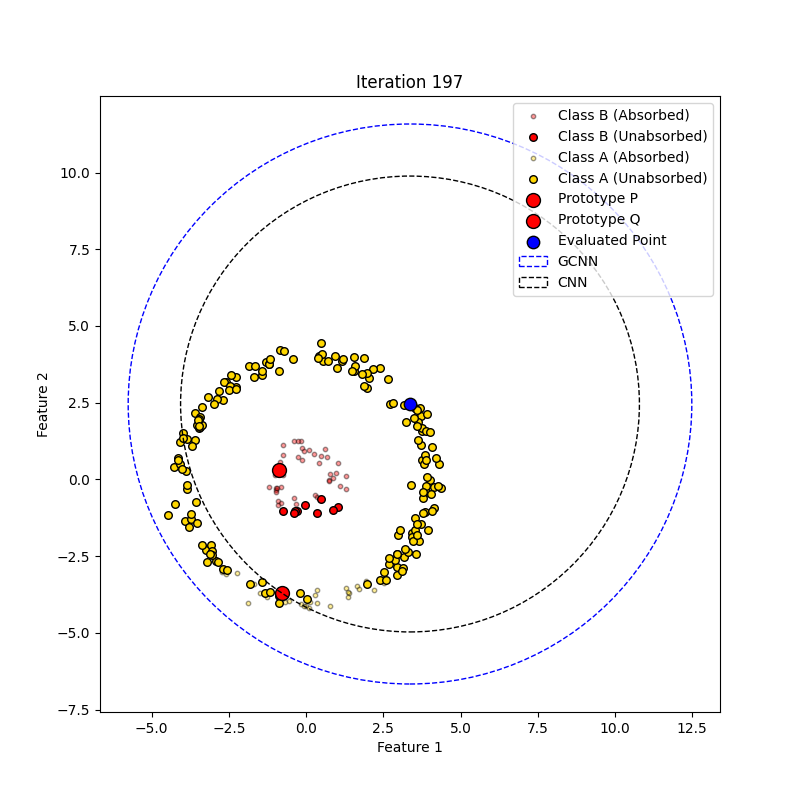 Iteration 197
Class B (Absorbed)
Class B (Unabsorbed)
Class A (Absorbed)
Class A (Unabsorbed)
Prototype P
Prototype Q
Evaluated Point
GCNN
CNN
10.0
7.5
5.0
2.5
0.0
−2.5
−5.0
−7.5
Feature 2
−5.0 −2.5 0.0 2.5 5.0 7.5 10.0 12.5
Feature 1